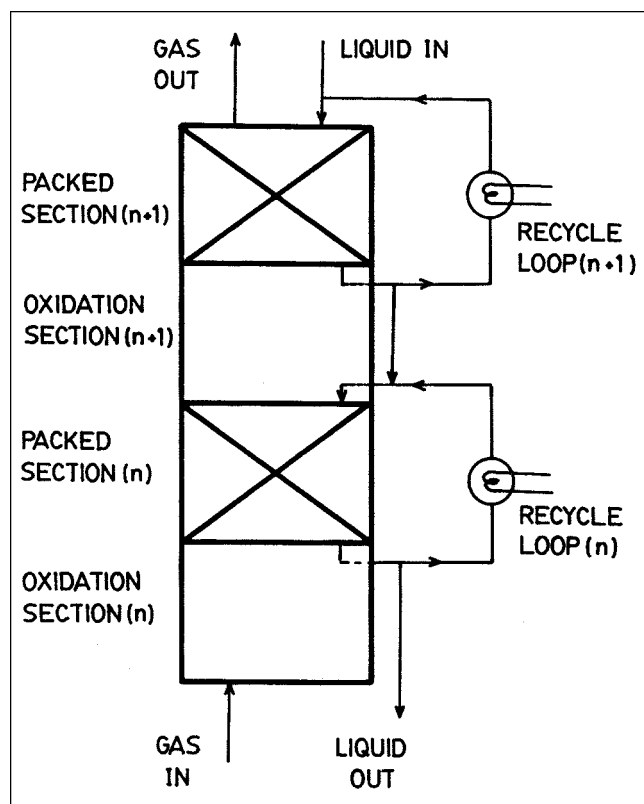 GAS
OUT
LIQUID IN
PACKED
SECTION(n+1)
RECYCLE
LOOP(n+1)
OXIDATION
SECTION(n+1)
PACKED
SECTION(n)
RECYCLE
LOOP(n)
OXIDATION
SECTION(n)
GAS
IN
LIQUID
OUT